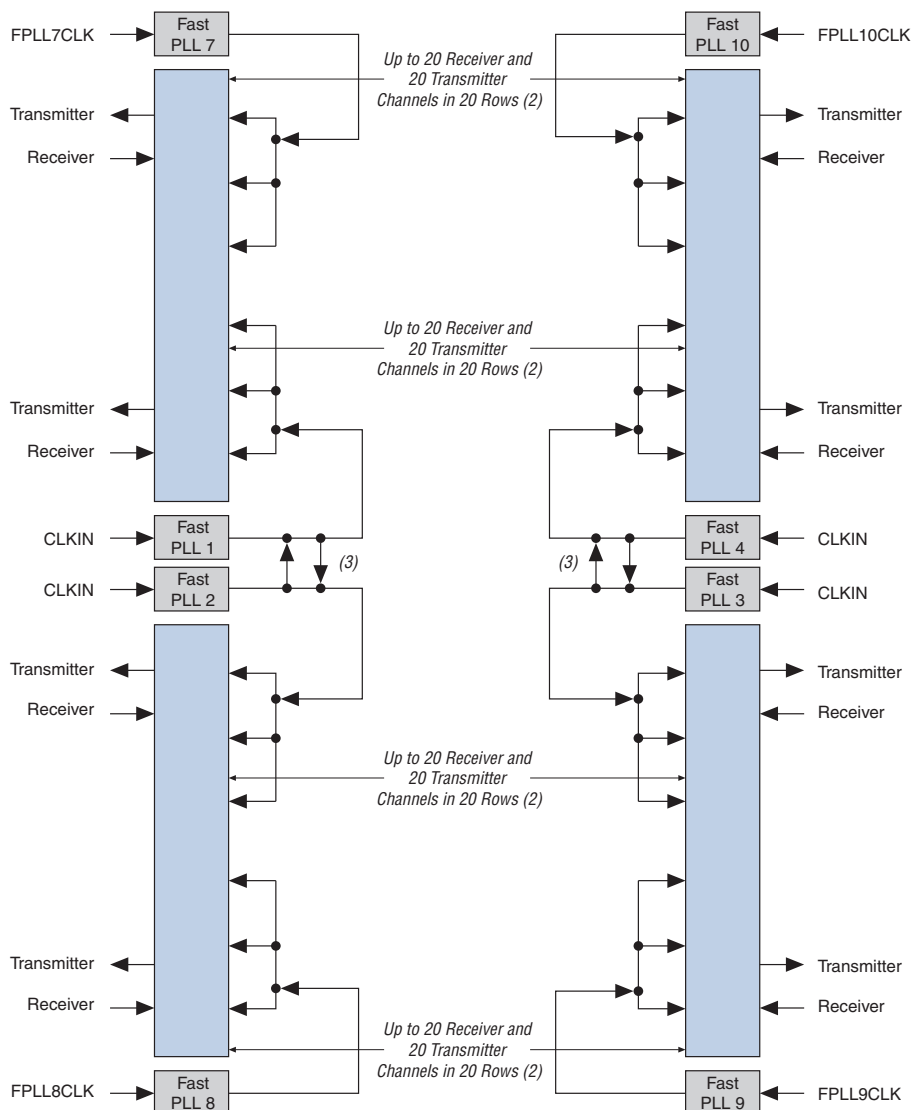 FPLL7CLK
Fast
PLL 7
Fast
PLL 10
FPLL10CLK
Up to 20 Receiver and
20 Transmitter
Channels in 20 Rows (2)
Transmitter
Transmitter
Receiver
Receiver
Up to 20 Receiver and
20 Transmitter
Channels in 20 Rows (2)
Transmitter
Transmitter
Receiver
Receiver
CLKIN
Fast
PLL 1
(3)
(3)
Fast
PLL 4
CLKIN
CLKIN
Fast
PLL 2
Fast
PLL 3
CLKIN
Transmitter
Transmitter
Receiver
Receiver
Up to 20 Receiver and
20 Transmitter
Channels in 20 Rows (2)
Transmitter
Transmitter
Receiver
Receiver
Up to 20 Receiver and
20 Transmitter
Channels in 20 Rows (2)
FPLL8CLK
Fast
PLL 8
Fast
PLL 9
FPLL9CLK